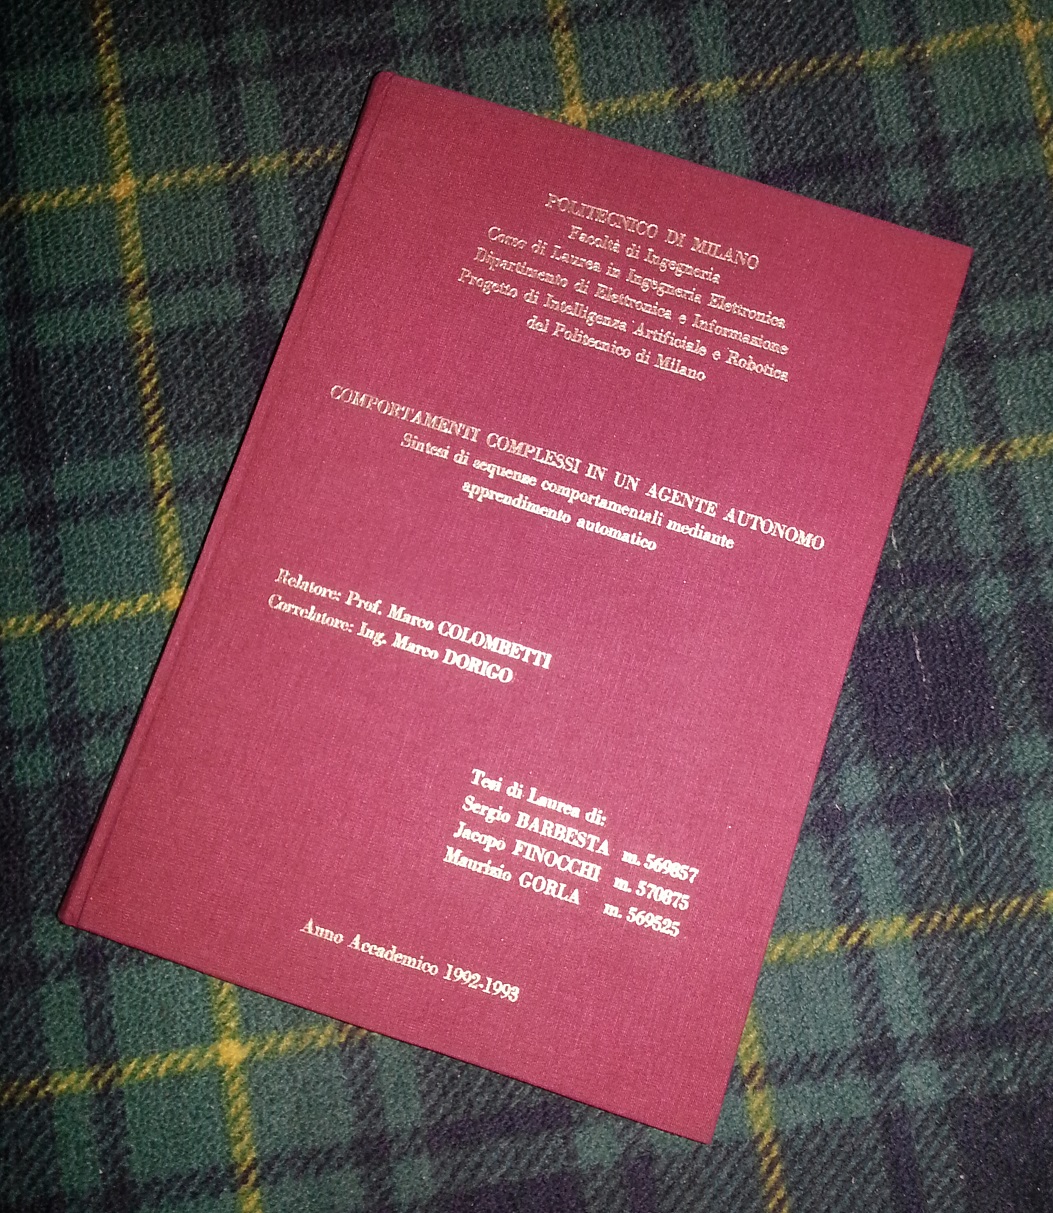 POLITECNICO DI MILANO
Facoltà di Ingegneria
Corso di Laurea in Ingegneria Elettronica
Dipartimento di Elettronica e Informazione
Progetto di Intelligenza Artificiale e Robotica
del Politecnico di Milano
COMPORTAMENTI COMPLESSI IN UN AGENTE AUTONOMO
Sintesi di sequenze comportamentali mediante
apprendimento automatico
Relatore: Prof. Marco COLOMBETTI
Correlatore: Ing. Marco DORIGO
Tesi di Laurea di:
Sergio BARBESTA m. 569857
Jacopo FINOCCHI m. 570875
Maurizio GORLA m. 569525
Anno Accademico 1992-1993